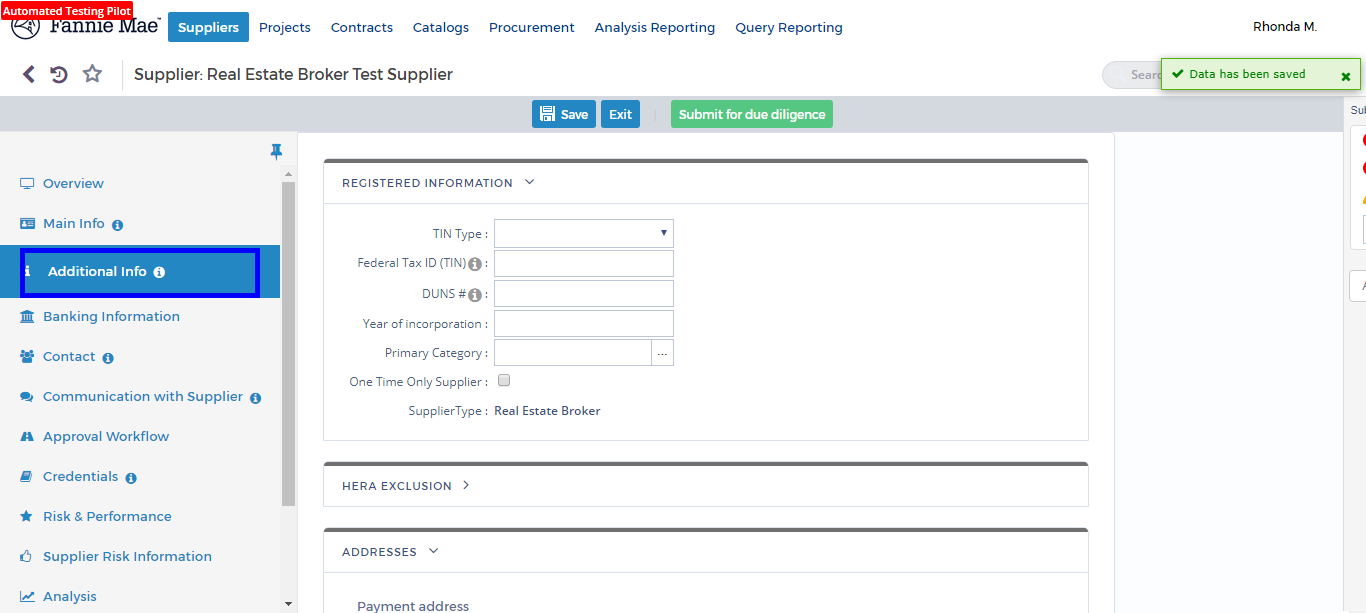 Automated Testing Pilot
Fannie Mae™
Suppliers
Projects
Contracts
Catalogs
Procurement
Analysis Reporting
Query Reporting
Rhonda M.
Supplier: Real Estate Broker Test Supplier
Data has been saved
Save
Exit
Submit for due diligence
Overview
Main Info
Additional Info
Banking Information
Contact
Communication with Supplier
Approval Workflow
Credentials
Risk & Performance
Supplier Risk Information
Analysis
REGISTERED INFORMATION
TIN Type :
Federal Tax ID (TIN) :
DUNS # :
Year of incorporation :
Primary Category :
...
One Time Only Supplier :
SupplierType : Real Estate Broker
HERA EXCLUSION
ADDRESSES
Payment address